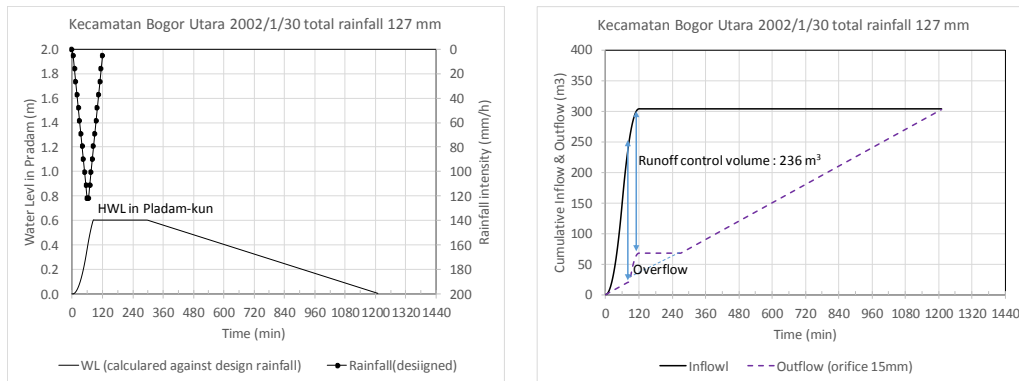 Kecamatan Bogor Utara 2002/1/30 total rainfall 127 mm
Water Levl in Pradam (m)
2.0
1.8
1.6
1.4
1.2
1.0
0.8
0.6
0.4
0.2
0.0
0
20
40
60
80
100
120
140
160
180
200
Rainfall intensity (mm/h)
HWL in Pladam-kun
0 120 240 360 480 600 720 840 960 1080 1200 1320 1440
Time (min)
WL (calculared against design rainfall)
Rainfall(desiigned)
Kecamatan Bogor Utara 2002/1/30 total rainfall 127 mm
Cumulative Inflow & Outflow (m3)
400
350
300
250
200
150
100
50
0
Runoff control volume : 236 m³
Overflow
0 120 240 360 480 600 720 840 960 1080 1200 1320 1440
Time (min)
Inflowl
Outflow (orifice 15mm)